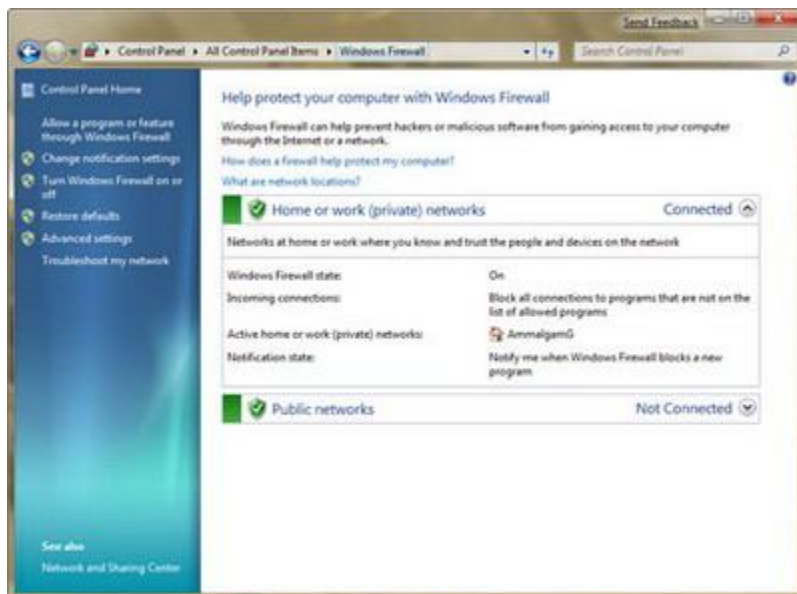 Send Feedback
Control Panel
All Control Panel Items
Windows Firewall
Search Control Panel
Control Panel Home
Allow a program or feature
through Windows Firewall
Change notification settings
Turn Windows Firewall on or
off
Restore defaults
Advanced settings
Troubleshoot my network
See also
Network and Sharing Center
Help protect your computer with Windows Firewall
Windows Firewall can help prevent hackers or malicious software from gaining access to your computer
through the Internet or a network.
How does a firewall help protect my computer?
What are network locations?
Home or work (private) networks Connected
Networks at home or work where you know and trust the people and devices on the network
Windows Firewall state: On
Incoming connections: Block all connections to programs that are not on the
list of allowed programs
Active home or work (private) networks: AmmalgamG
Notification state: Notify me when Windows Firewall blocks a new
program
Public networks Not Connected